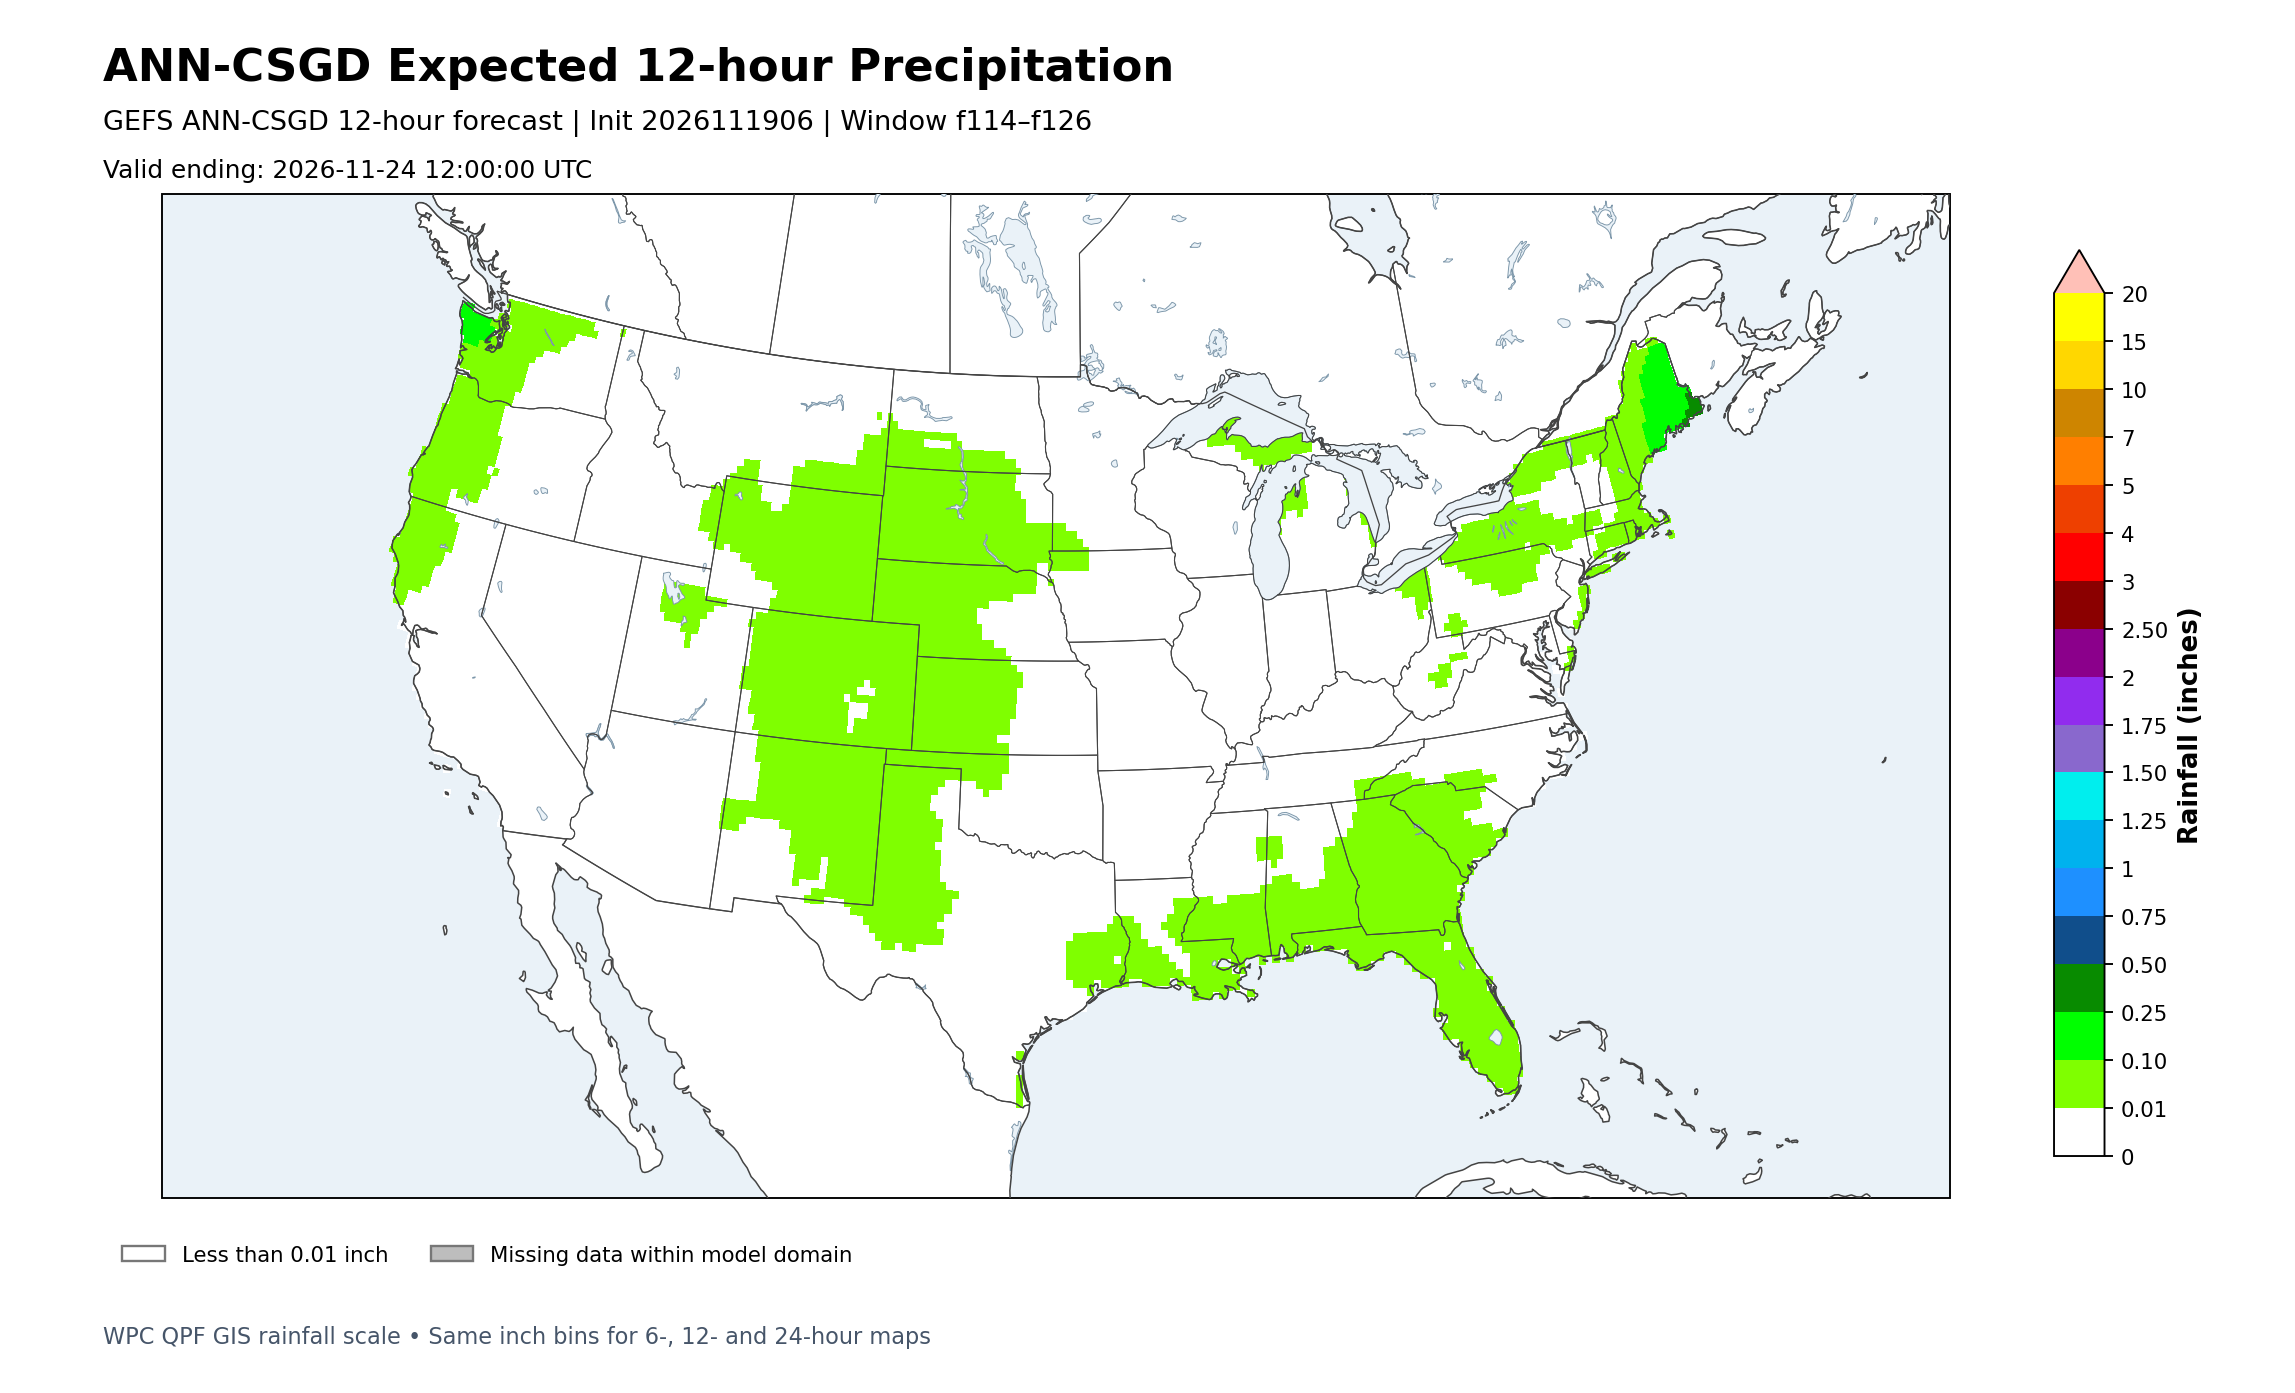 ANN-CSGD Expected 12-hour Precipitation
GEFS ANN-CSGD 12-hour forecast | Init 2026111906 | Window f114–f126
Valid ending: 2026-11-24 12:00:00 UTC
20
15
10
7
5
4
3
2.50
2
1.75
1.50
1.25
1
0.75
0.50
0.25
0.10
0.01
0
Rainfall (inches)
Less than 0.01 inch
Missing data within model domain
WPC QPF GIS rainfall scale • Same inch bins for 6-, 12- and 24-hour maps